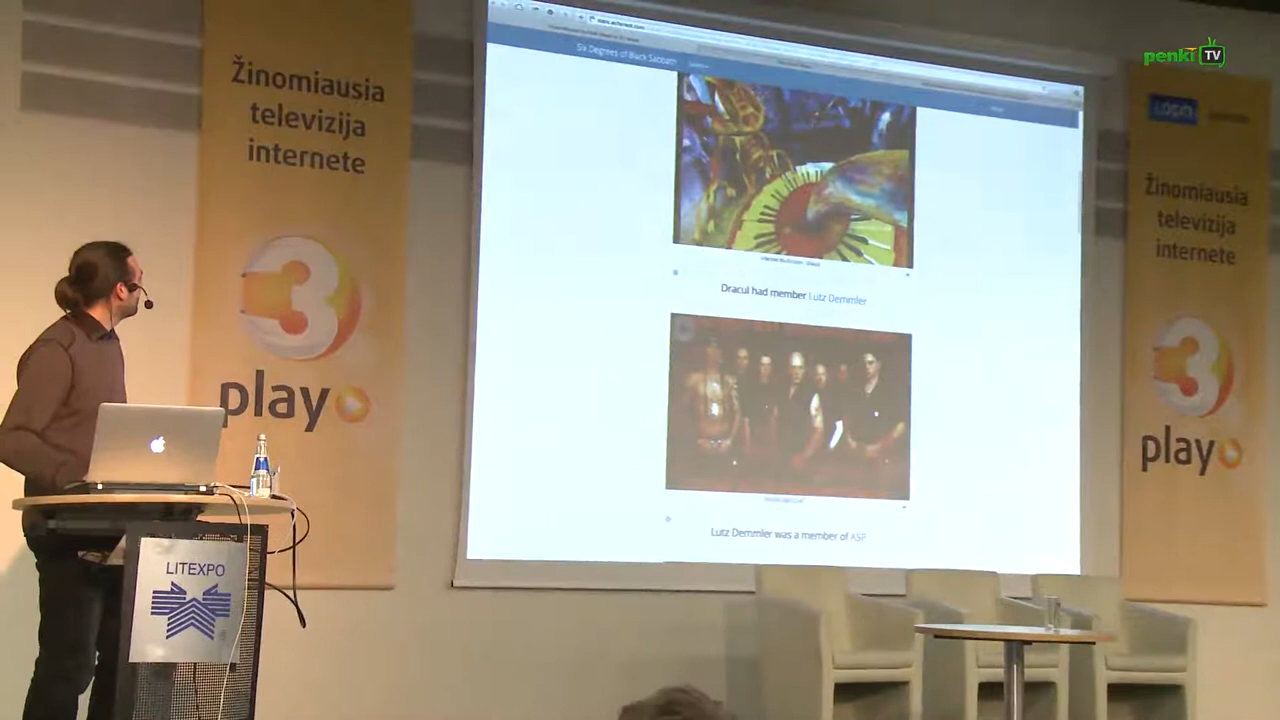 Žinomiausia
televizija
internete
3
play
LITEXPO
®
Six Degrees of Black Sabbath
Dracul had member Lutz Demmler
Lutz Demmler was a member of ASP
penki TV
LOGIN
Žinomiausia
televizija
internete
3
play